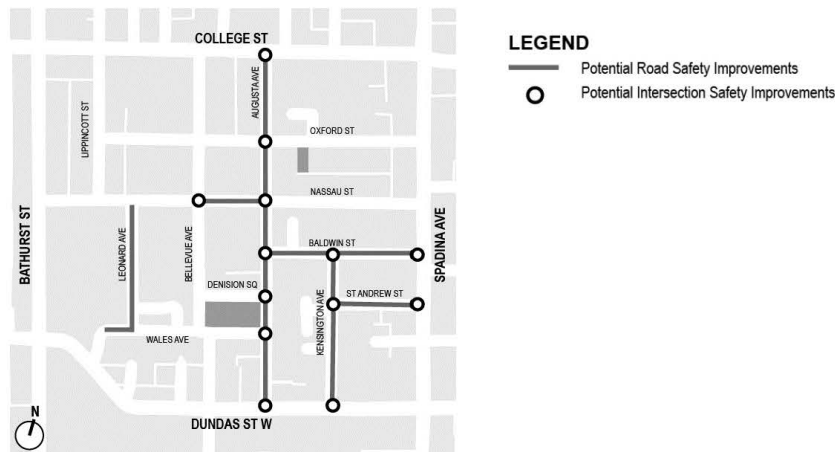 COLLEGE ST
AUGUSTA AVE
LIPPINCOTT ST
OXFORD ST
NASSAU ST
BATHURST ST
LEONARD AVE
BELLEVUE AVE
BALDWIN ST
SPADINA AVE
DENISION SQ
ST ANDREW ST
KENSINGTON AVE
WALES AVE
DUNDAS ST W
N
LEGEND
Potential Road Safety Improvements
Potential Intersection Safety Improvements